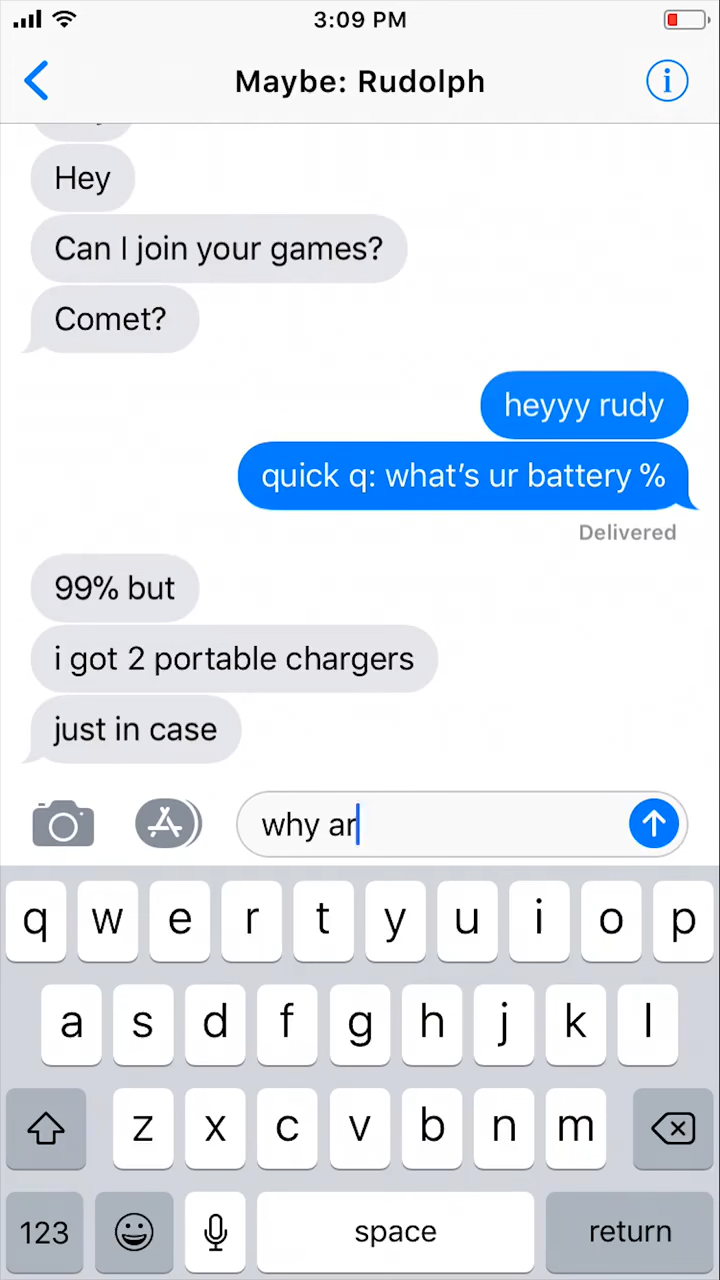 3:09 PM
Maybe: Rudolph
Hey
Can I join your games?
Comet?
heyyy rudy
quick q: what's ur battery %
Delivered
99% but
i got 2 portable chargers
just in case
why ar
q w e r t y u i o p
a s d f g h j k l
z x c v b n m
123 space return